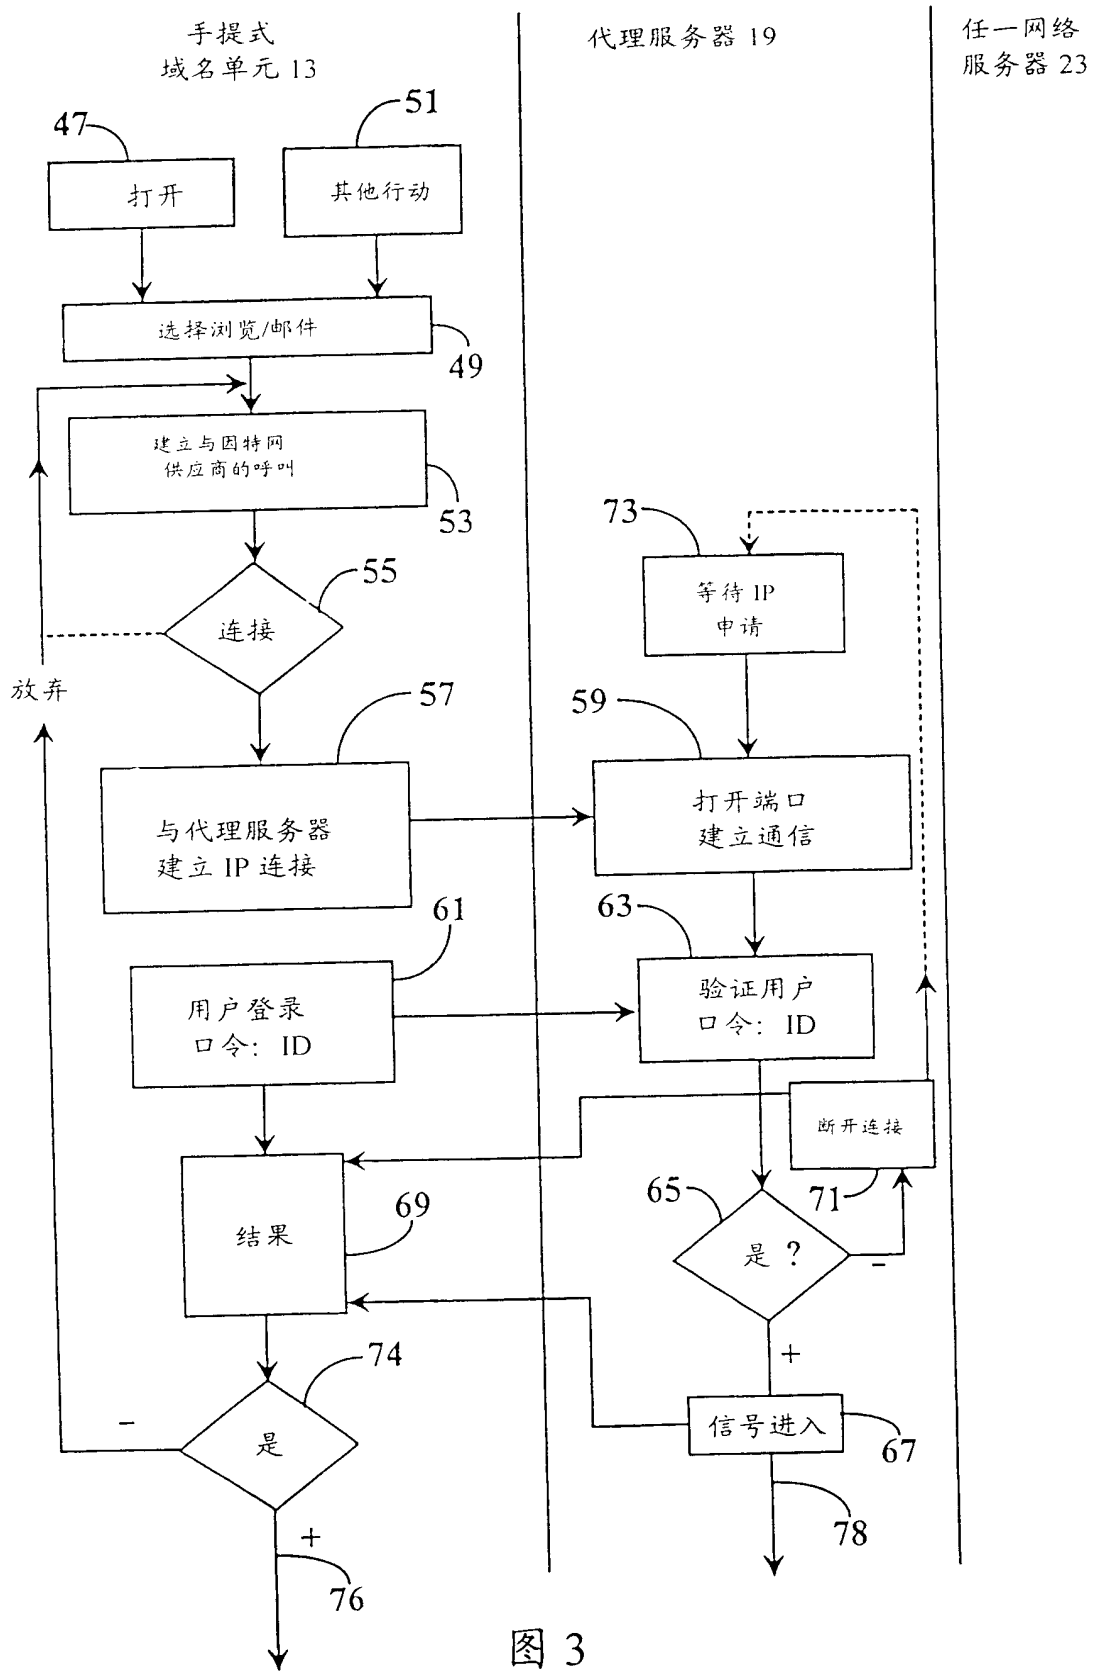 手提式
域名单元 13
代理服务器 19
任一网络
服务器 23
47
51
打开
其他行动
选择浏览/邮件
49
建立与因特网
供应商的呼叫
53
55
连接
放弃
73
等待 IP
申请
57
59
与代理服务器
建立 IP 连接
打开端口
建立通信
61
63
用户登录
口令: ID
验证用户
口令: ID
断开连接
71
65
是 ?
-
+
结果
69
信号进入
67
78
74
是
-
+
76
图 3